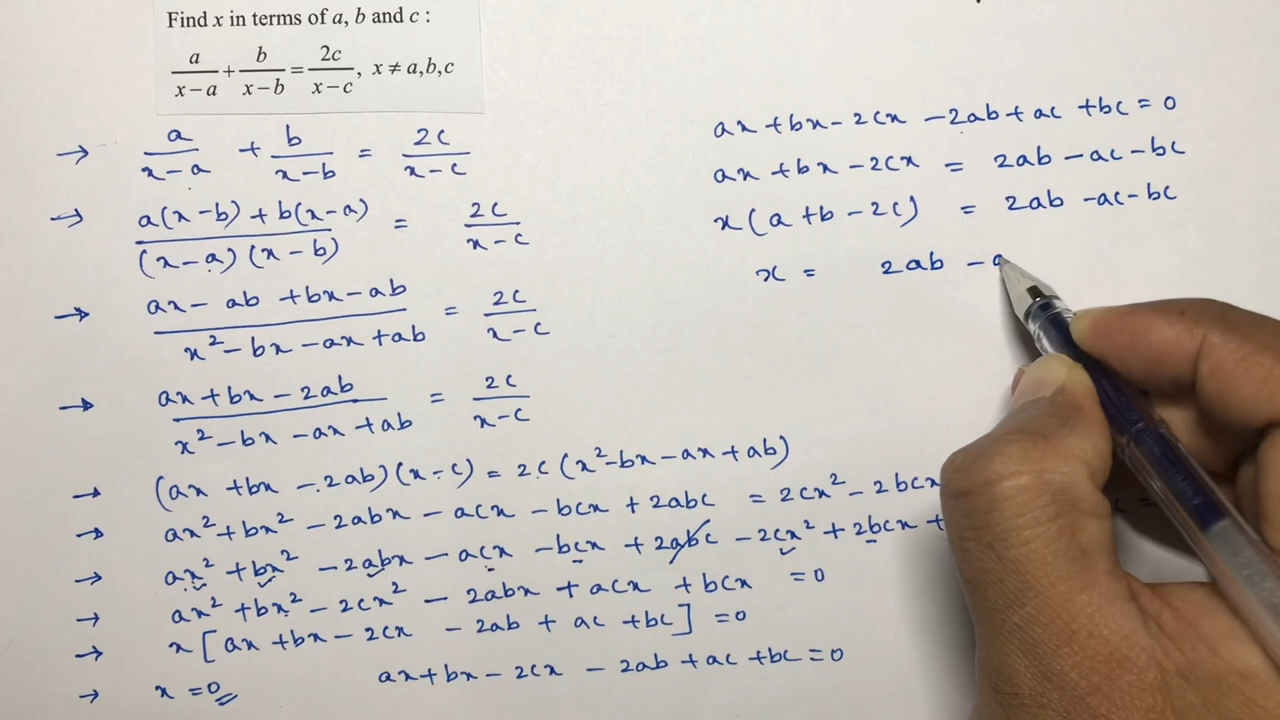 Find x in terms of a, b and c :
a/(x−a) + b/(x−b) = 2c/(x−c), x ≠ a,b,c
→ a/(x−a) + b/(x−b) = 2c/(x−c)
→ (a(x−b) + b(x−a))/((x−a)(x−b)) = 2c/(x−c)
→ (ax − ab + bx − ab)/(x² − bx − ax + ab) = 2c/(x−c)
→ (ax + bx − 2ab)/(x² − bx − ax + ab) = 2c/(x−c)
→ (ax + bx − 2ab)(x − c) = 2c(x² − bx − ax + ab)
→ ax² + bx² − 2abx − acx − bcx + 2abc = 2cx² − 2bcx
→ ax² + bx² − 2abx − acx − bcx + 2abc − 2cx² + 2bcx +
→ ax² + bx² − 2cx² − 2abx + acx + bcx = 0
→ x[ax + bx − 2cx − 2ab + ac + bc] = 0
→ x = 0 ax + bx − 2cx − 2ab + ac + bc = 0
ax + bx − 2cx − 2ab + ac + bc = 0
ax + bx − 2cx = 2ab − ac − bc
x(a + b − 2c) = 2ab − ac − bc
x = 2ab −